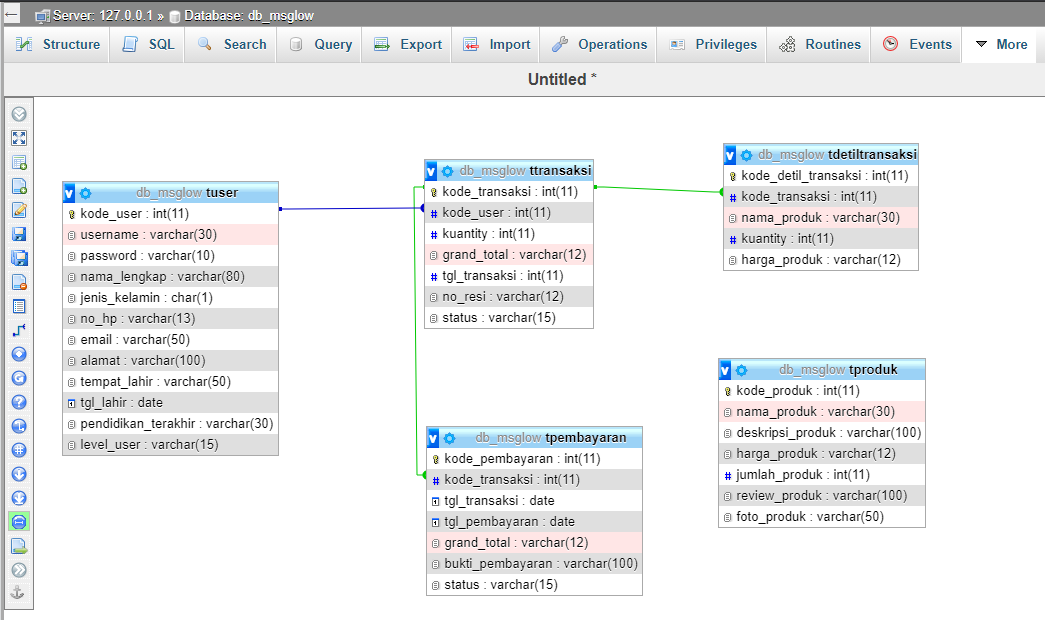 Server: 127.0.0.1 » Database: db_msglow
Structure SQL Search Query Export Import Operations Privileges Routines Events More
Untitled *
db_msglow tuser
kode_user : int(11)
username : varchar(30)
password : varchar(10)
nama_lengkap : varchar(80)
jenis_kelamin : char(1)
no_hp : varchar(13)
email : varchar(50)
alamat : varchar(100)
tempat_lahir : varchar(50)
tgl_lahir : date
pendidikan_terakhir : varchar(30)
level_user : varchar(15)
db_msglow ttransaksi
kode_transaksi : int(11)
kode_user : int(11)
kuantity : int(11)
grand_total : varchar(12)
tgl_transaksi : int(11)
no_resi : varchar(12)
status : varchar(15)
db_msglow tdetiltransaksi
kode_detil_transaksi : int(11)
kode_transaksi : int(11)
nama_produk : varchar(30)
kuantity : int(11)
harga_produk : varchar(12)
db_msglow tpembayaran
kode_pembayaran : int(11)
kode_transaksi : int(11)
tgl_transaksi : date
tgl_pembayaran : date
grand_total : varchar(12)
bukti_pembayaran : varchar(100)
status : varchar(15)
db_msglow tproduk
kode_produk : int(11)
nama_produk : varchar(30)
deskripsi_produk : varchar(100)
harga_produk : varchar(12)
jumlah_produk : int(11)
review_produk : varchar(100)
foto_produk : varchar(50)